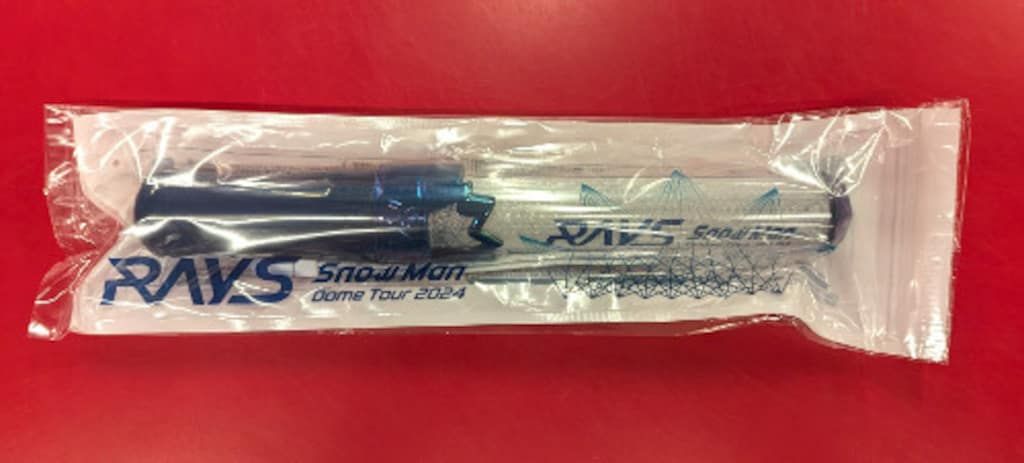 RAYS Snow Man
RAYS Snow Man
Dome Tour 2024